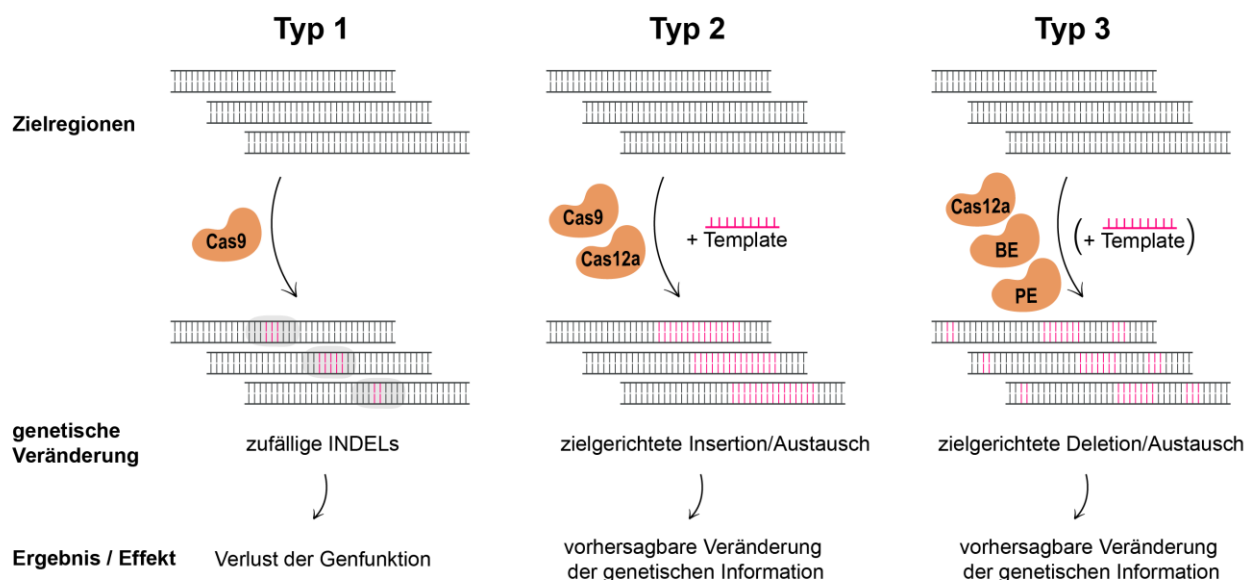 Typ 1
Typ 2
Typ 3
Zielregionen
Cas9
Cas9
Cas12a
+ Template
Cas12a
BE
PE
(+ Template)
genetische
Veränderung
zufällige INDELs
zielgerichtete Insertion/Austausch
zielgerichtete Deletion/Austausch
Ergebnis / Effekt
Verlust der Genfunktion
vorhersagbare Veränderung
der genetischen Information
vorhersagbare Veränderung
der genetischen Information